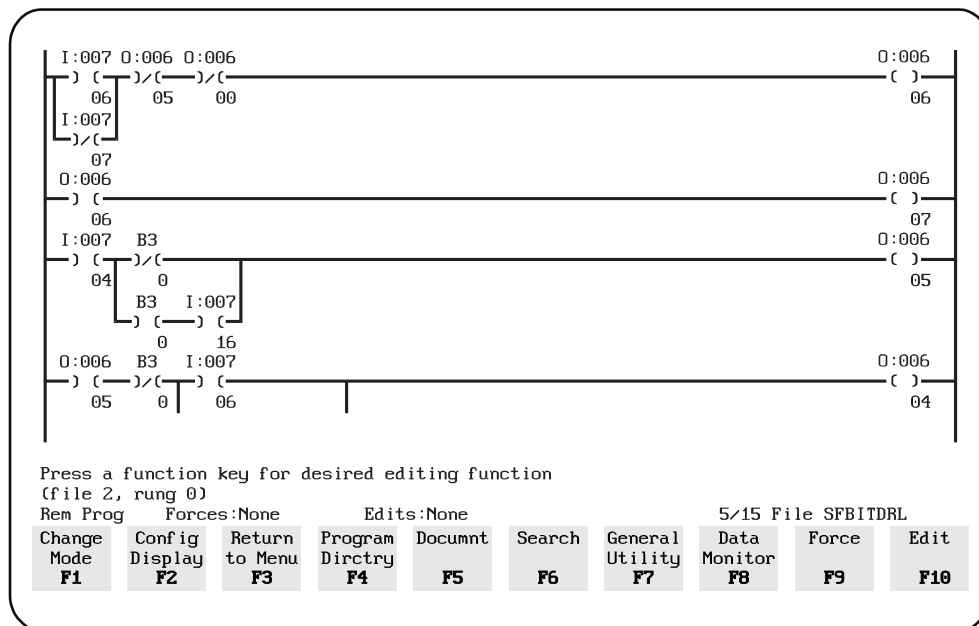 I:007 O:006 O:006 O:006
) ( )/( )/( ( )
06 05 00 06
I:007
)/(
07
O:006 O:006
) ( ( )
06 07
I:007 B3 O:006
) ( )/( ( )
04 0 05
B3 I:007
) ( ) (
0 16
O:006 B3 I:007 O:006
) ( )/( ) ( ( )
05 0 06 04
Press a function key for desired editing function
(file 2, rung 0)
Rem Prog Forces:None Edits:None 5/15 File SFBITDRL
Change Config Return Program Documnt Search General Data Force Edit
Mode Display to Menu Dirctry Utility Monitor
F1 F2 F3 F4 F5 F6 F7 F8 F9 F10